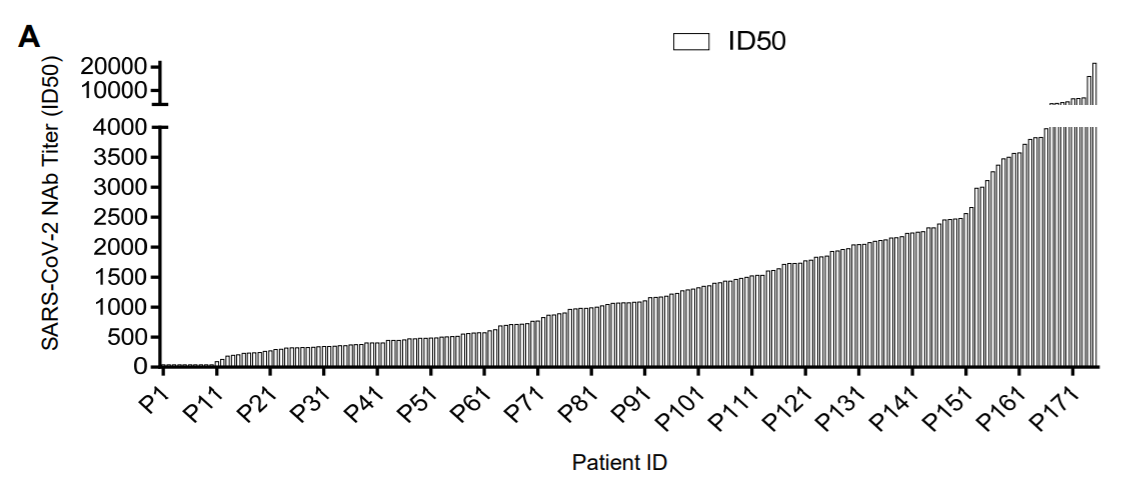 A
ID50
SARS-CoV-2 NAb Titer (ID50)
20000
10000
4000
3500
3000
2500
2000
1500
1000
500
0
P1 P11 P21 P31 P41 P51 P61 P71 P81 P91 P101 P111 P121 P131 P141 P151 P161 P171
Patient ID